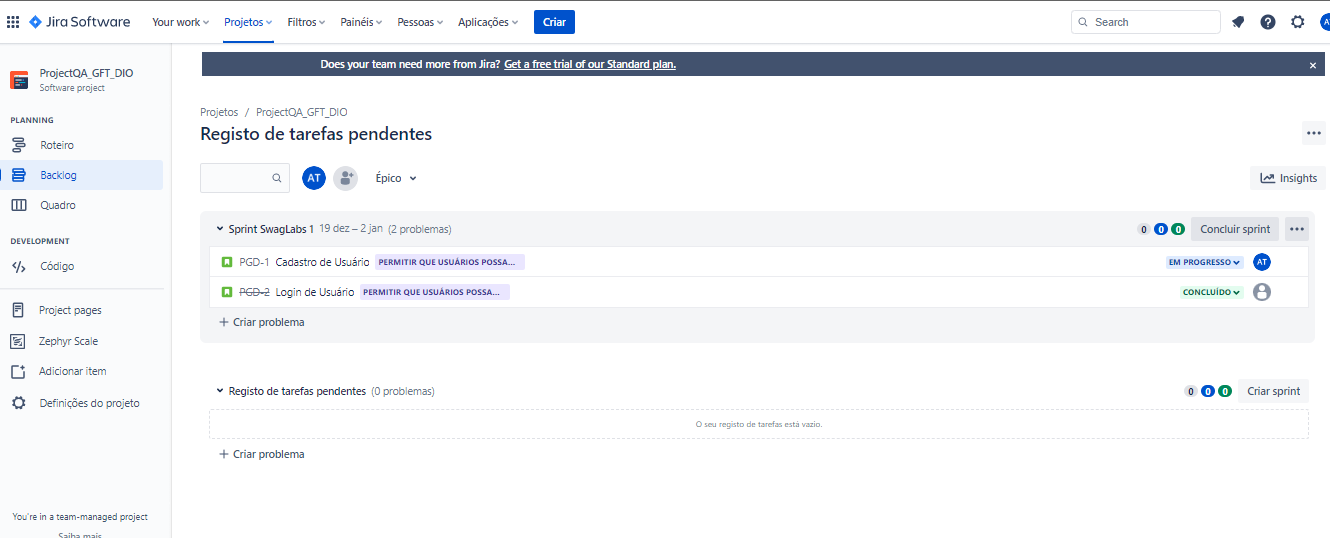 Jira Software Your work Projetos Filtros Painéis Pessoas Aplicações Criar Search
Does your team need more from Jira? Get a free trial of our Standard plan.
ProjectQA_GFT_DIO
Software project
PLANNING
Roteiro
Backlog
Quadro
DEVELOPMENT
Código
Project pages
Zephyr Scale
Adicionar item
Definições do projeto
You're in a team-managed project
Saiba mais
Projetos / ProjectQA_GFT_DIO
Registo de tarefas pendentes
AT Épico Insights
Sprint SwagLabs 1 19 dez – 2 jan (2 problemas) 0 0 0 Concluir sprint
PGD-1 Cadastro de Usuário PERMITIR QUE USUÁRIOS POSSA... EM PROGRESSO AT
PGD-2 Login de Usuário PERMITIR QUE USUÁRIOS POSSA... CONCLUÍDO
+ Criar problema
Registo de tarefas pendentes (0 problemas) 0 0 0 Criar sprint
O seu registo de tarefas está vazio.
+ Criar problema